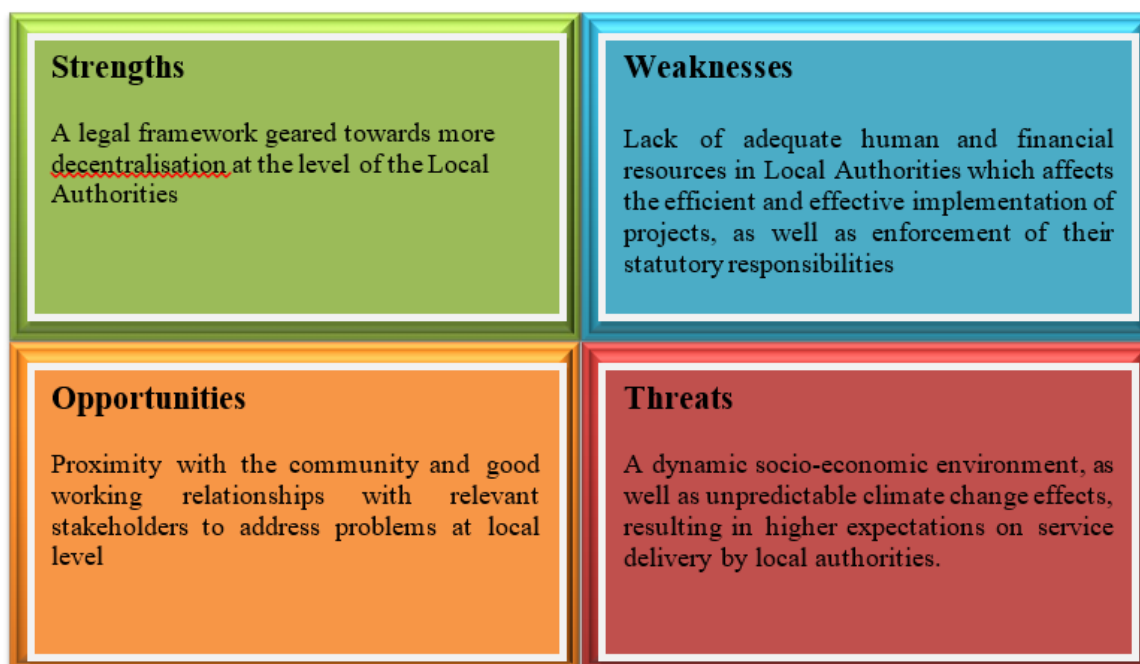 Strengths
A legal framework geared towards more
decentralisation at the level of the Local
Authorities
Weaknesses
Lack of adequate human and financial
resources in Local Authorities which affects
the efficient and effective implementation of
projects, as well as enforcement of their
statutory responsibilities
Opportunities
Proximity with the community and good
working relationships with relevant
stakeholders to address problems at local
level
Threats
A dynamic socio-economic environment, as
well as unpredictable climate change effects,
resulting in higher expectations on service
delivery by local authorities.